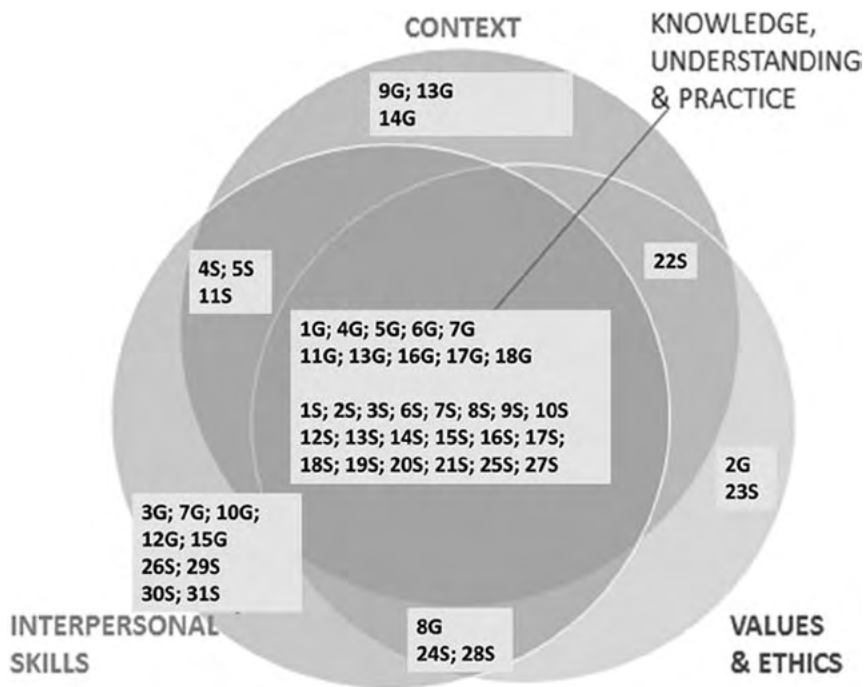 CONTEXT
KNOWLEDGE,
UNDERSTANDING
& PRACTICE
9G; 13G
14G
4S; 5S
11S
22S
1G; 4G; 5G; 6G; 7G
11G; 13G; 16G; 17G; 18G
1S; 2S; 3S; 6S; 7S; 8S; 9S; 10S
12S; 13S; 14S; 15S; 16S; 17S;
18S; 19S; 20S; 21S; 25S; 27S
2G
23S
3G; 7G; 10G;
12G; 15G
26S; 29S
30S; 31S
8G
24S; 28S
INTERPERSONAL
SKILLS
VALUES
& ETHICS